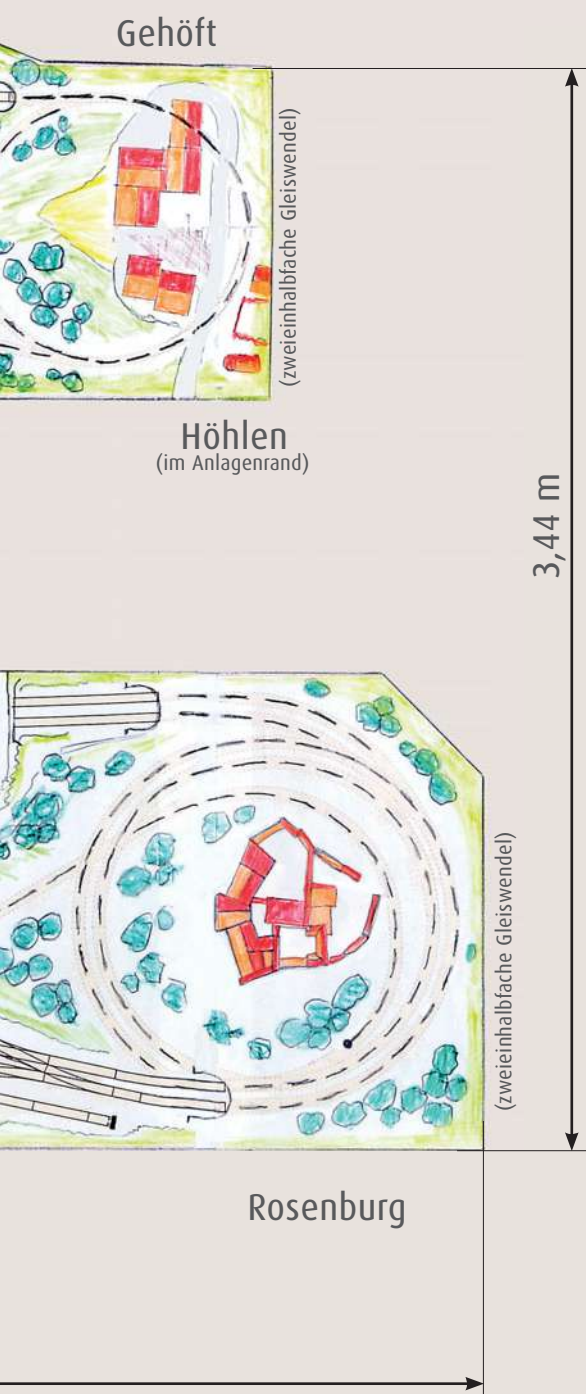 Gehöft
(zweieinhalbfache Gleiswendel)
Höhlen
(im Anlagenrand)
3,44 m
(zweieinhalbfache Gleiswendel)
Rosenburg